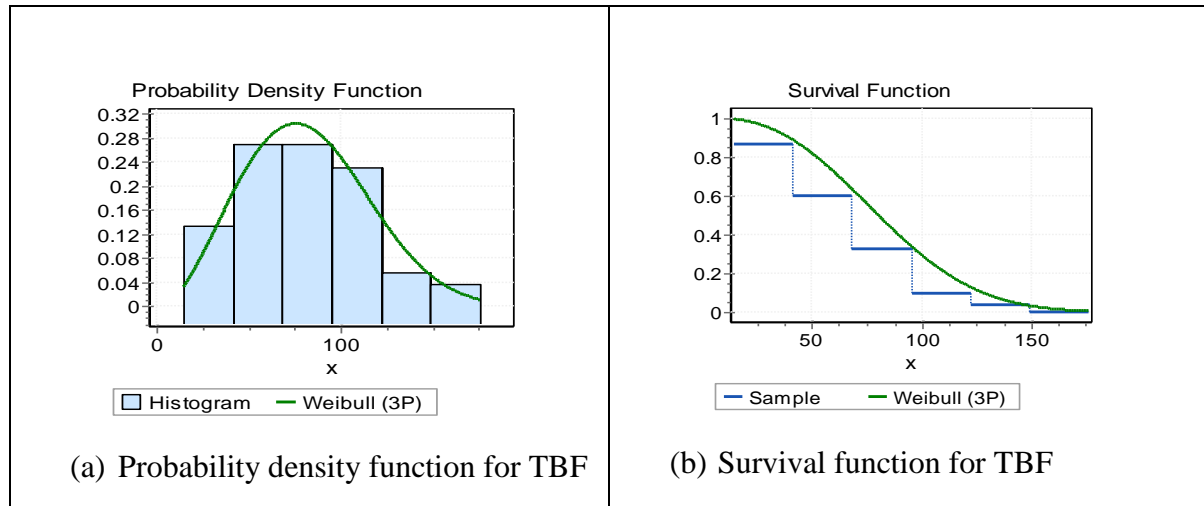 Probability Density Function
0.32
0.28
0.24
0.2
0.16
0.12
0.08
0.04
0
0 100
x
Histogram Weibull (3P)
(a) Probability density function for TBF
Survival Function
1
0.8
0.6
0.4
0.2
0
50 100 150
x
Sample Weibull (3P)
(b) Survival function for TBF